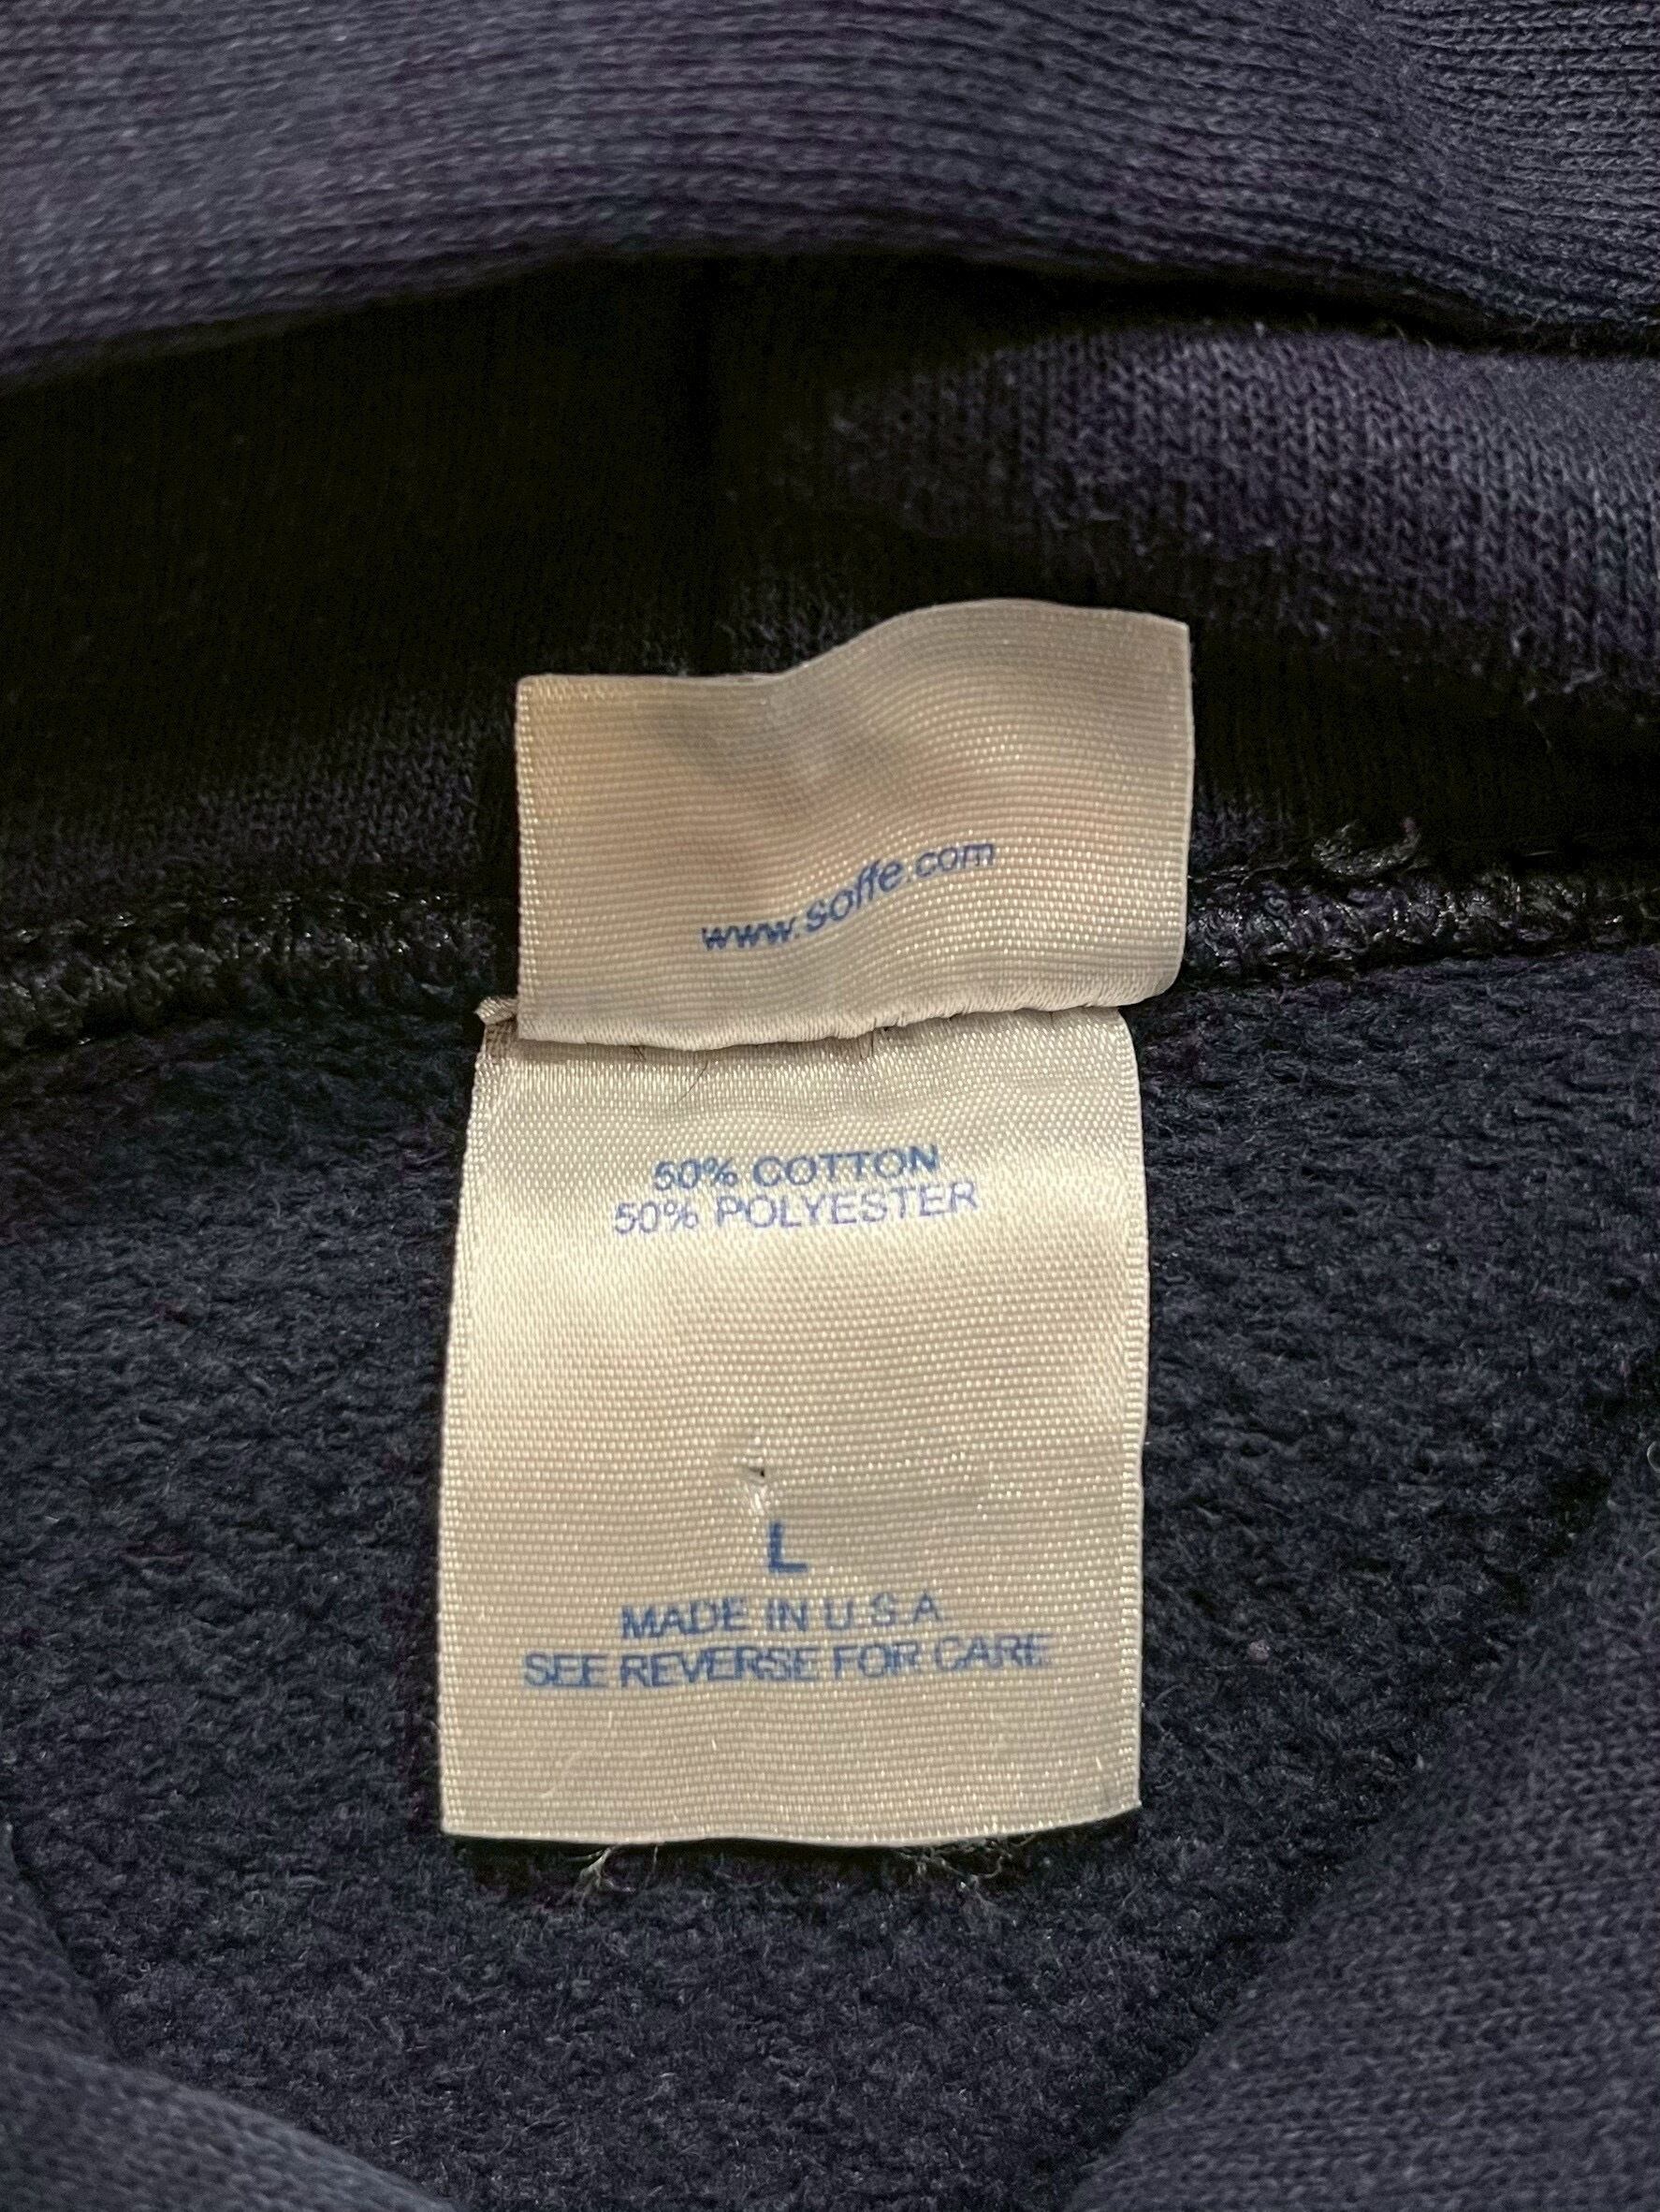 www.soffe.com
50% COTTON
50% POLYESTER
L
MADE IN U.S.A
SEE REVERSE FOR CARE